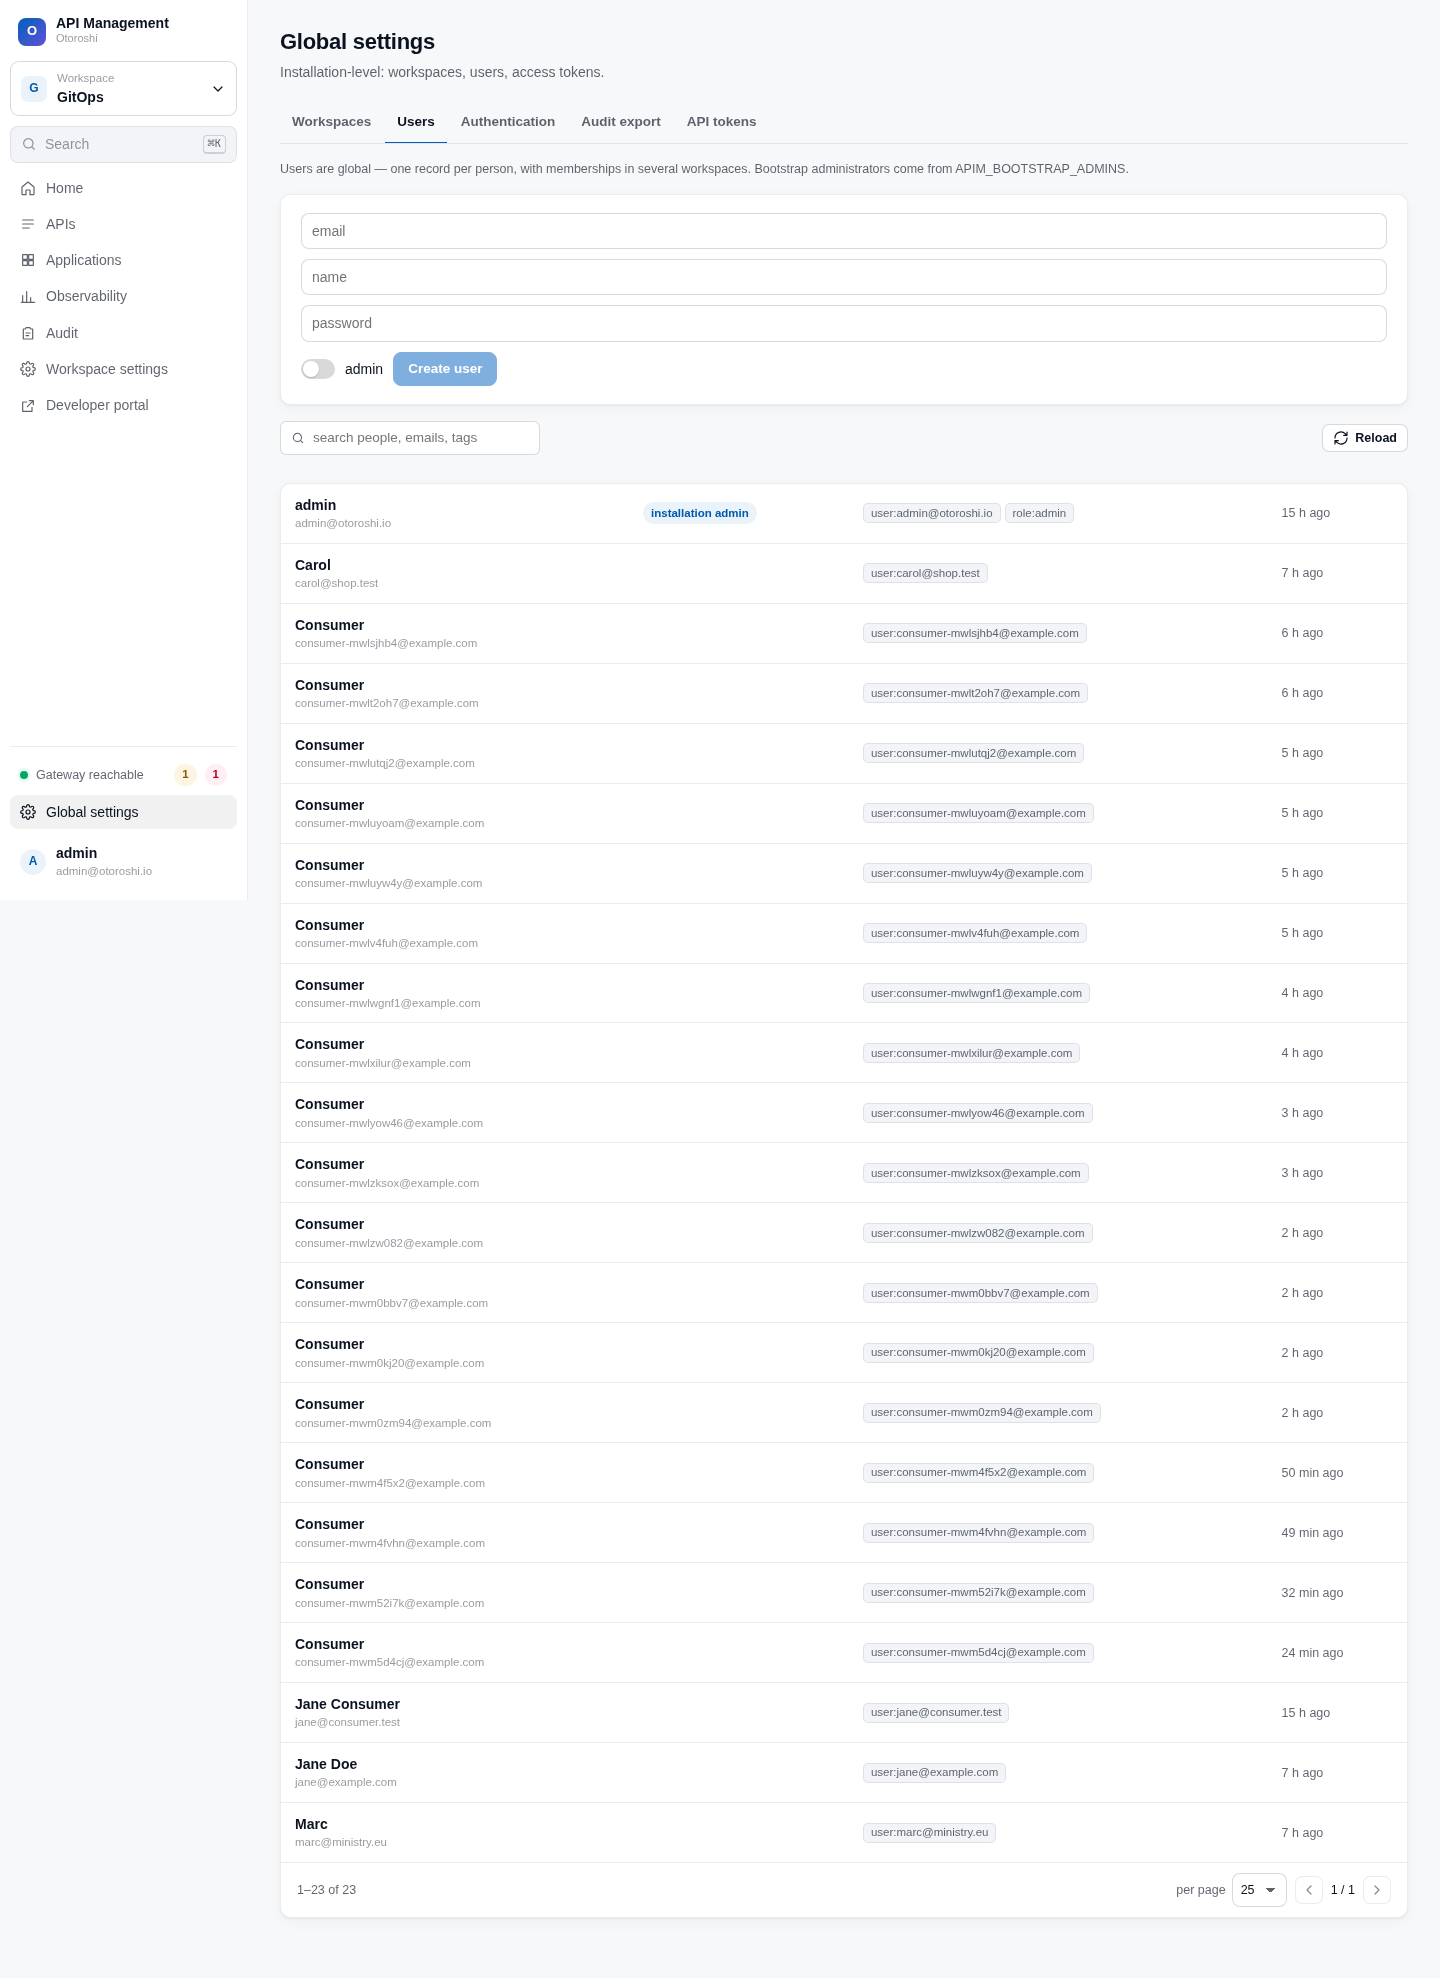 O
API Management
Otoroshi
G
Workspace
GitOps
Search
⌘K
Home
APIs
Applications
Observability
Audit
Workspace settings
Developer portal
Gateway reachable
1
1
Global settings
A
admin
admin@otoroshi.io
Global settings
Installation-level: workspaces, users, access tokens.
Workspaces Users Authentication Audit export API tokens
Users are global — one record per person, with memberships in several workspaces. Bootstrap administrators come from APIM_BOOTSTRAP_ADMINS.
email
name
password
admin Create user
search people, emails, tags Reload
admin
admin@otoroshi.io
installation admin user:admin@otoroshi.io role:admin 15 h ago
Carol
carol@shop.test
user:carol@shop.test 7 h ago
Consumer
consumer-mwlsjhb4@example.com
user:consumer-mwlsjhb4@example.com 6 h ago
Consumer
consumer-mwlt2oh7@example.com
user:consumer-mwlt2oh7@example.com 6 h ago
Consumer
consumer-mwlutqj2@example.com
user:consumer-mwlutqj2@example.com 5 h ago
Consumer
consumer-mwluyoam@example.com
user:consumer-mwluyoam@example.com 5 h ago
Consumer
consumer-mwluyw4y@example.com
user:consumer-mwluyw4y@example.com 5 h ago
Consumer
consumer-mwlv4fuh@example.com
user:consumer-mwlv4fuh@example.com 5 h ago
Consumer
consumer-mwlwgnf1@example.com
user:consumer-mwlwgnf1@example.com 4 h ago
Consumer
consumer-mwlxilur@example.com
user:consumer-mwlxilur@example.com 4 h ago
Consumer
consumer-mwlyow46@example.com
user:consumer-mwlyow46@example.com 3 h ago
Consumer
consumer-mwlzksox@example.com
user:consumer-mwlzksox@example.com 3 h ago
Consumer
consumer-mwlzw082@example.com
user:consumer-mwlzw082@example.com 2 h ago
Consumer
consumer-mwm0bbv7@example.com
user:consumer-mwm0bbv7@example.com 2 h ago
Consumer
consumer-mwm0kj20@example.com
user:consumer-mwm0kj20@example.com 2 h ago
Consumer
consumer-mwm0zm94@example.com
user:consumer-mwm0zm94@example.com 2 h ago
Consumer
consumer-mwm4f5x2@example.com
user:consumer-mwm4f5x2@example.com 50 min ago
Consumer
consumer-mwm4fvhn@example.com
user:consumer-mwm4fvhn@example.com 49 min ago
Consumer
consumer-mwm52i7k@example.com
user:consumer-mwm52i7k@example.com 32 min ago
Consumer
consumer-mwm5d4cj@example.com
user:consumer-mwm5d4cj@example.com 24 min ago
Jane Consumer
jane@consumer.test
user:jane@consumer.test 15 h ago
Jane Doe
jane@example.com
user:jane@example.com 7 h ago
Marc
marc@ministry.eu
user:marc@ministry.eu 7 h ago
1–23 of 23 per page 25 1 / 1